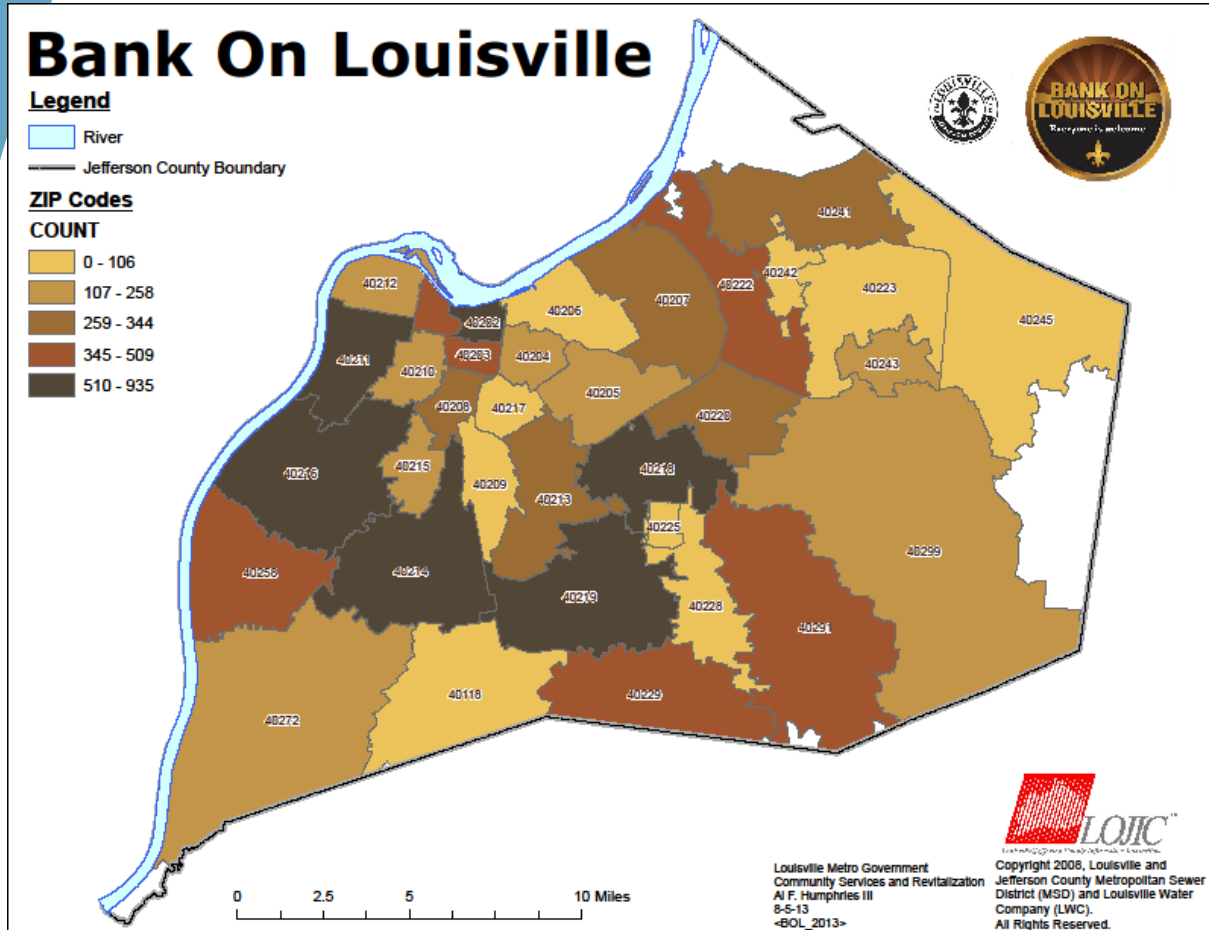 Bank On Louisville
Legend
River
Jefferson County Boundary
ZIP Codes
COUNT
0 - 106
107 - 258
259 - 344
345 - 509
510 - 935
LOUISVILLE
BANK ON
LOUISVILLE
Everyone is welcome
40241
40212
40242
40222
40223
40207
40206
40245
40202
40211
40203
40204
40243
40210
40205
40208
40217
40220
40216
40215
40218
40209
40213
40225
40299
40258
40214
40219
40228
40291
40118
40229
40272
0 2.5 5 10 Miles
LOJIC™
Louisville Metro Government
Community Services and Revitalization
Al F. Humphries III
8-5-13
<BOL_2013>
Copyright 2008, Louisville and
Jefferson County Metropolitan Sewer
District (MSD) and Louisville Water
Company (LWC).
All Rights Reserved.